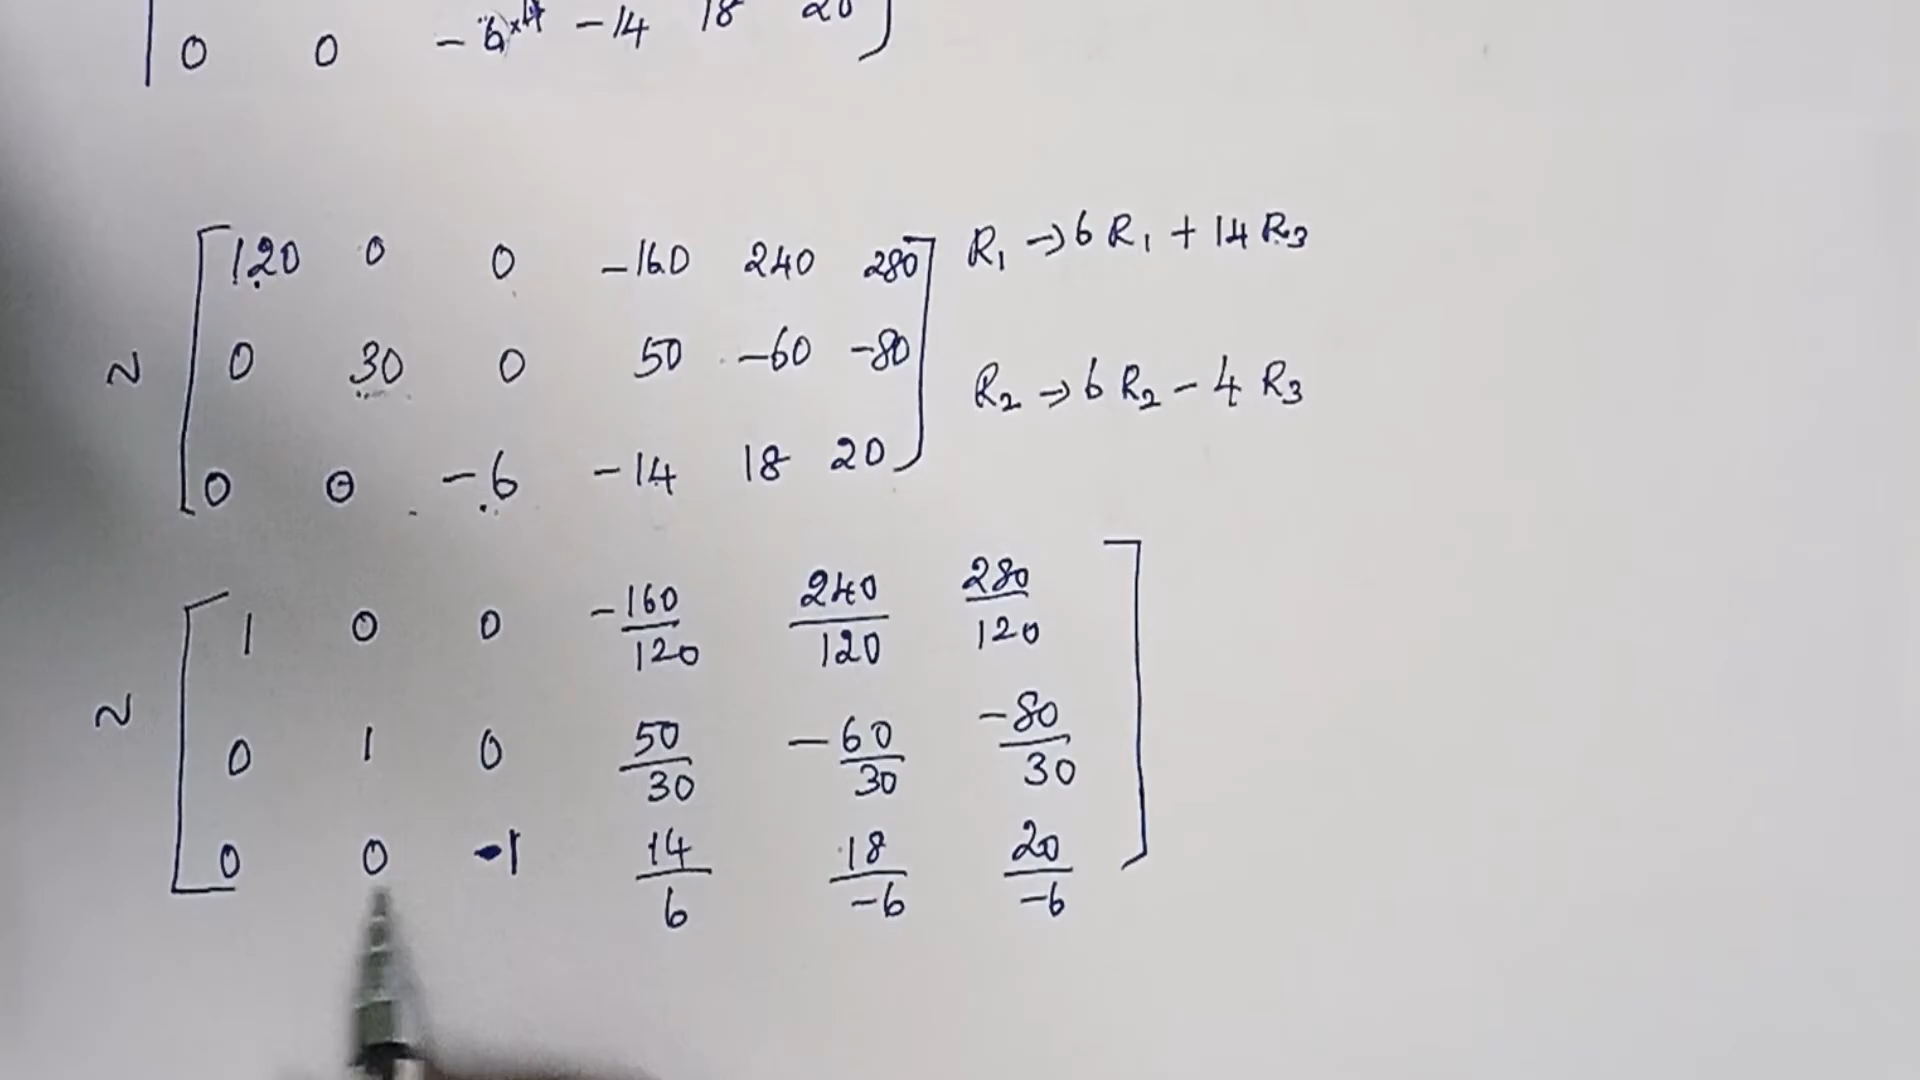 0 0 -6×4 -14 18 20
120 0 0 -160 240 280 R₁ → 6R₁ + 14R₃
~ 0 30 0 50 -60 -80 R₂ → 6R₂ - 4R₃
0 0 -6 -14 18 20
1 0 0 -160/120 240/120 280/120
~ 0 1 0 50/30 -60/30 -80/30
0 0 -1 14/6 18/-6 20/-6